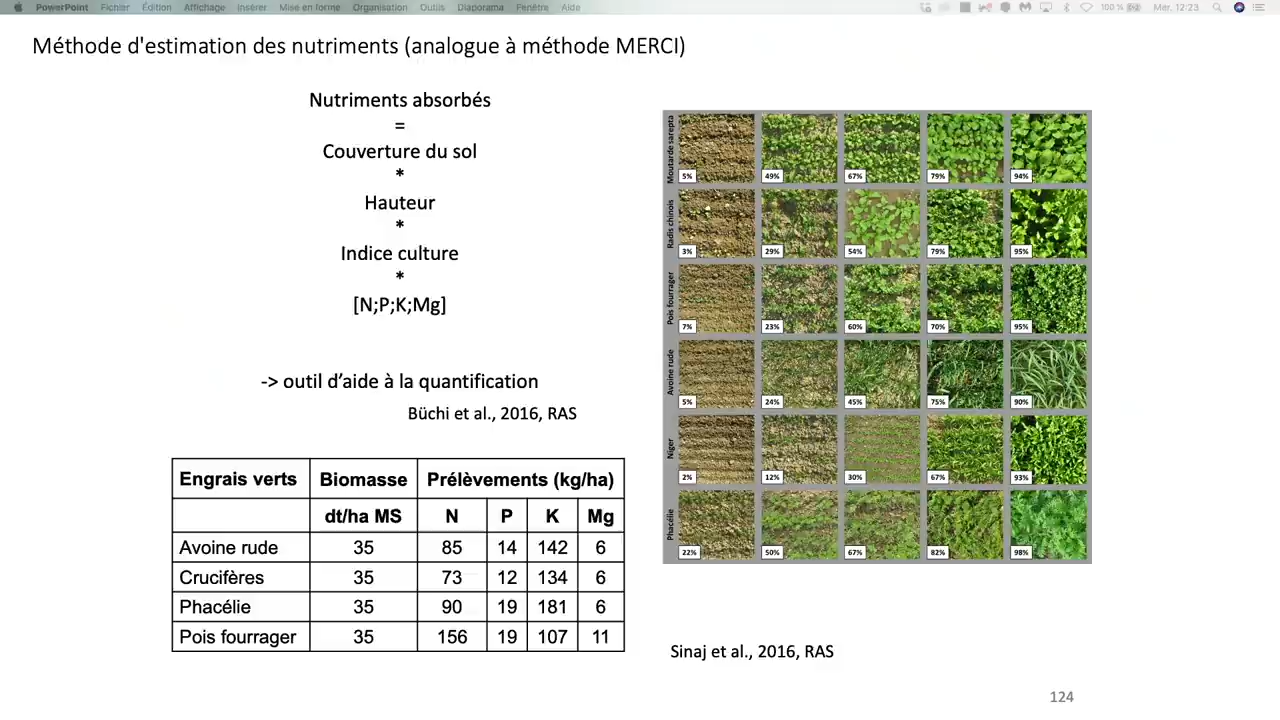 PowerPoint Fichier Édition Affichage Insérer Mise en forme Organisation Outils Diaporama Fenêtre Aide 100 % Mer. 12:23
Méthode d'estimation des nutriments (analogue à méthode MERCI)
Nutriments absorbés
=
Couverture du sol
*
Hauteur
*
Indice culture
*
[N;P;K;Mg]
-> outil d'aide à la quantification
Büchi et al., 2016, RAS
Engrais verts Biomasse Prélèvements (kg/ha)
dt/ha MS N P K Mg
Avoine rude 35 85 14 142 6
Crucifères 35 73 12 134 6
Phacélie 35 90 19 181 6
Pois fourrager 35 156 19 107 11
Moutarde sarepta 5% 49% 67% 79% 94%
Radis chinois 3% 29% 54% 79% 95%
Pois fourrager 7% 23% 60% 70% 95%
Avoine rude 5% 24% 45% 75% 90%
Niger 2% 12% 30% 67% 93%
Phacélie 22% 50% 67% 82% 98%
Sinaj et al., 2016, RAS
124